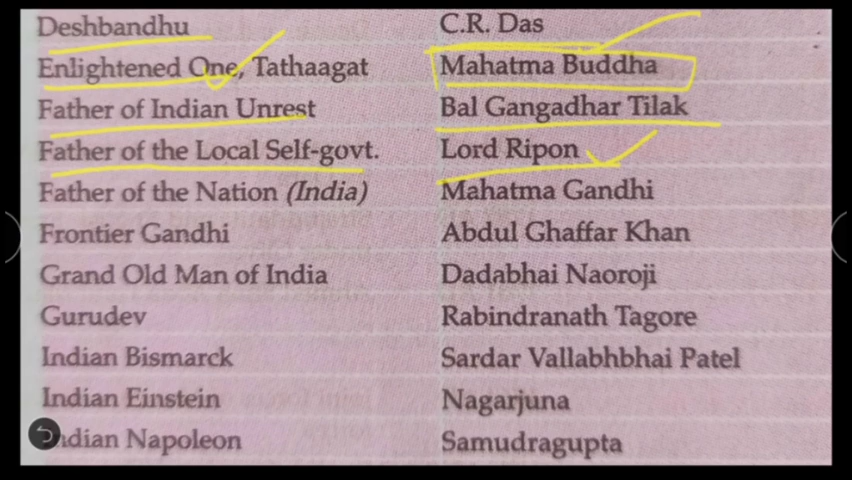 Deshbandhu C.R. Das
Enlightened One, Tathaagat Mahatma Buddha
Father of Indian Unrest Bal Gangadhar Tilak
Father of the Local Self-govt. Lord Ripon
Father of the Nation (India) Mahatma Gandhi
Frontier Gandhi Abdul Ghaffar Khan
Grand Old Man of India Dadabhai Naoroji
Gurudev Rabindranath Tagore
Indian Bismarck Sardar Vallabhbhai Patel
Indian Einstein Nagarjuna
Indian Napoleon Samudragupta